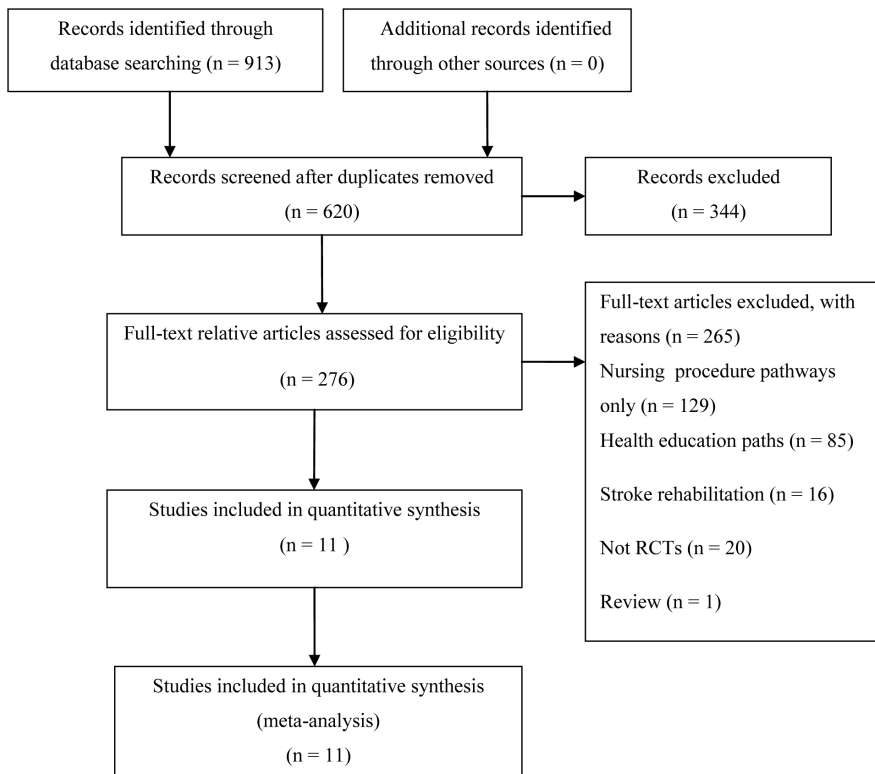 Records identified through
database searching (n = 913)
Additional records identified
through other sources (n = 0)
Records screened after duplicates removed
(n = 620)
Records excluded
(n = 344)
Full-text relative articles assessed for eligibility
(n = 276)
Full-text articles excluded, with
reasons (n = 265)
Nursing procedure pathways
only (n = 129)
Health education paths (n = 85)
Stroke rehabilitation (n = 16)
Not RCTs (n = 20)
Review (n = 1)
Studies included in quantitative synthesis
(n = 11 )
Studies included in quantitative synthesis
(meta-analysis)
(n = 11)